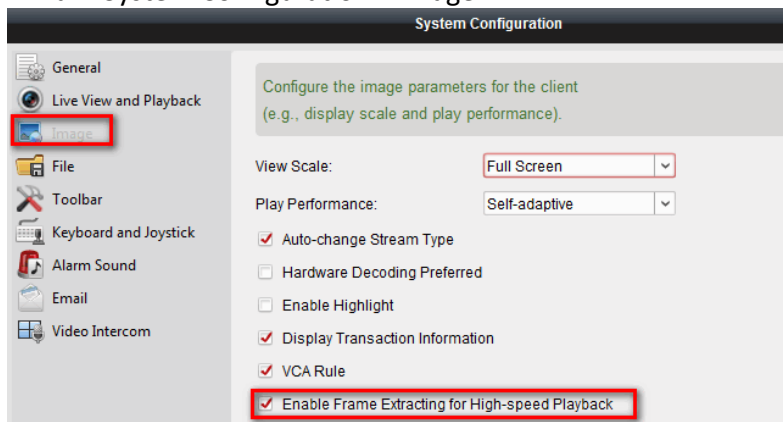 System Configuration
General
Live View and Playback
Image
File
Toolbar
Keyboard and Joystick
Alarm Sound
Email
Video Intercom
Configure the image parameters for the client
(e.g., display scale and play performance).
View Scale: Full Screen
Play Performance: Self-adaptive
Auto-change Stream Type
Hardware Decoding Preferred
Enable Highlight
Display Transaction Information
VCA Rule
Enable Frame Extracting for High-speed Playback